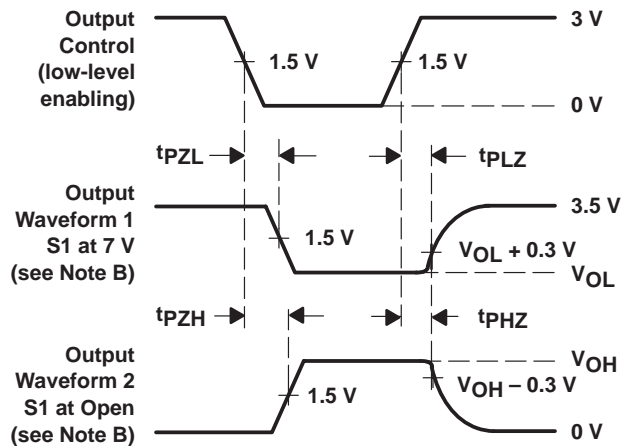 Output
Control
(low-level
enabling)
3 V
1.5 V
1.5 V
0 V
tPZL
tPLZ
Output
Waveform 1
S1 at 7 V
(see Note B)
3.5 V
1.5 V
VOL + 0.3 V
VOL
tPZH
tPHZ
Output
Waveform 2
S1 at Open
(see Note B)
VOH
1.5 V
VOH – 0.3 V
0 V